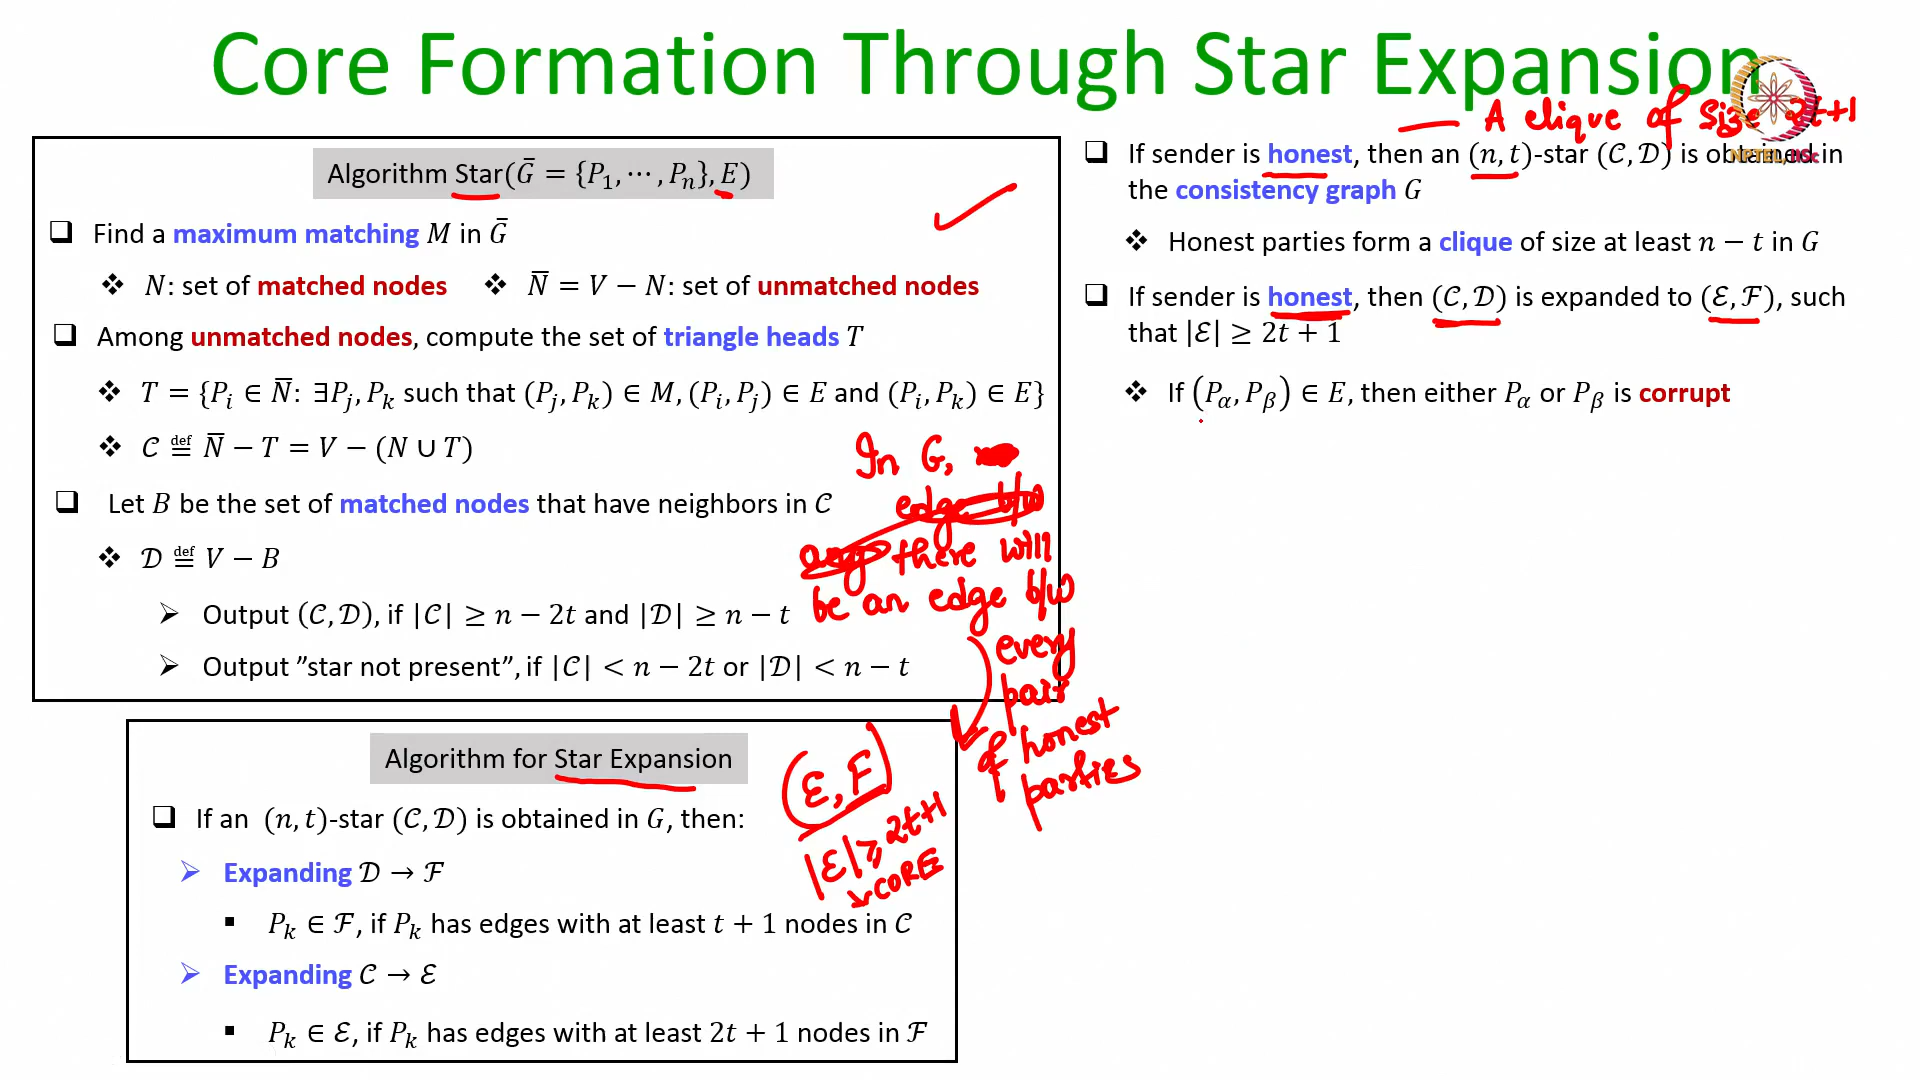 Core Formation Through Star Expansion
— A clique of size 2t+1
NPTEL, IISc
Algorithm Star(Ḡ = {P₁, ⋯, Pₙ}, E)
❑ Find a maximum matching M in Ḡ
❖ N: set of matched nodes ❖ N̅ = V − N: set of unmatched nodes
❑ Among unmatched nodes, compute the set of triangle heads T
❖ T = {Pᵢ ∈ N̅: ∃Pⱼ, Pₖ such that (Pⱼ, Pₖ) ∈ M, (Pᵢ, Pⱼ) ∈ E and (Pᵢ, Pₖ) ∈ E}
❖ 𝒞 ≝ N̅ − T = V − (N ∪ T)
❑ Let B be the set of matched nodes that have neighbors in 𝒞
❖ 𝒟 ≝ V − B
➢ Output (𝒞, 𝒟), if |𝒞| ≥ n − 2t and |𝒟| ≥ n − t
➢ Output ”star not present”, if |𝒞| < n − 2t or |𝒟| < n − t
In G,
edge b/w
any there will
be an edge b/w
every
pair
of honest
parties
Algorithm for Star Expansion
❑ If an (n, t)-star (𝒞, 𝒟) is obtained in G, then:
➢ Expanding 𝒟 → ℱ
▪ Pₖ ∈ ℱ, if Pₖ has edges with at least t + 1 nodes in 𝒞
➢ Expanding 𝒞 → ℰ
▪ Pₖ ∈ ℰ, if Pₖ has edges with at least 2t + 1 nodes in ℱ
(ℰ, ℱ)
|ℰ| ≥ 2t+1
CORE
❑ If sender is honest, then an (n, t)-star (𝒞, 𝒟) is obtained in
the consistency graph G
❖ Honest parties form a clique of size at least n − t in G
❑ If sender is honest, then (𝒞, 𝒟) is expanded to (ℰ, ℱ), such
that |ℰ| ≥ 2t + 1
❖ If (P_α, P_β) ∈ E, then either P_α or P_β is corrupt